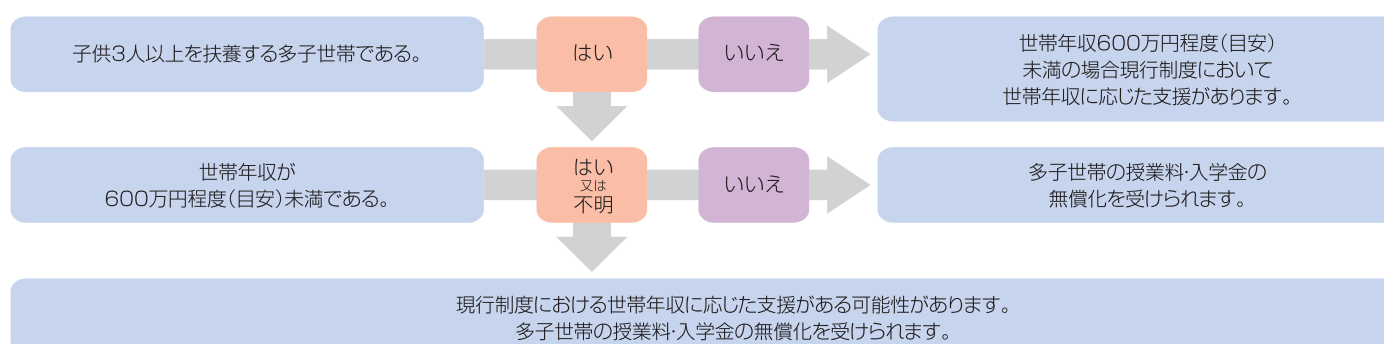 子供3人以上を扶養する多子世帯である。
はい
いいえ
世帯年収600万円程度(目安)
未満の場合現行制度において
世帯年収に応じた支援があります。
世帯年収が
600万円程度(目安)未満である。
はい
又は
不明
いいえ
多子世帯の授業料・入学金の
無償化を受けられます。
現行制度における世帯年収に応じた支援がある可能性があります。
多子世帯の授業料・入学金の無償化を受けられます。